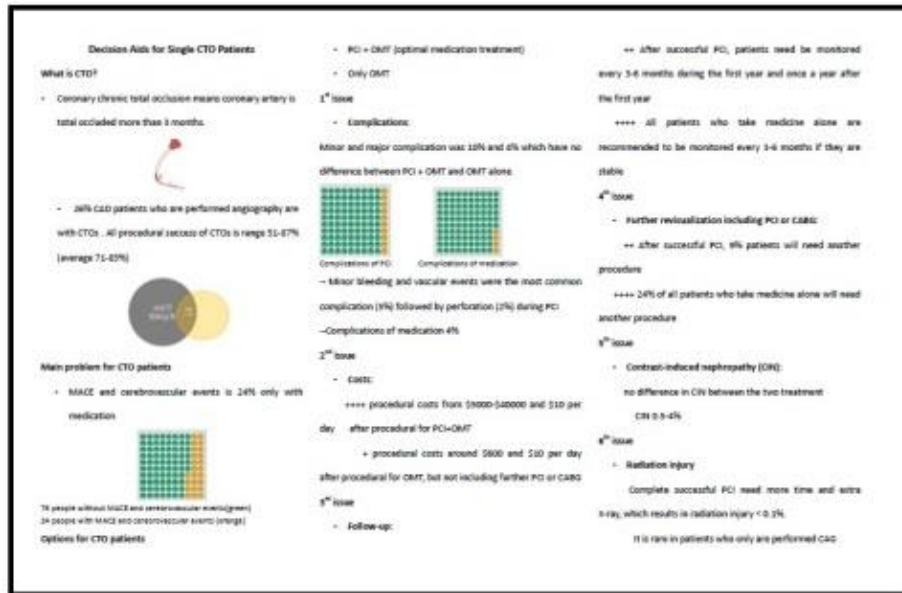 Decision Aids for Single CTO Patients
What is CTO?
- Coronary chronic total occlusion means coronary artery is
total occluded more than 3 months.
- 26% CAD patients who are performed angiography are
with CTOs . All procedural success of CTOs is range 51-87%
(average 71-85%)
Main problem for CTO patients
- MACE and cerebrovascular events is 24% only with
medication
76 people without MACE and cerebrovascular events(green)
24 people with MACE and cerebrovascular events (orange)
Options for CTO patients
- PCI + OMT (optimal medication treatment)
- Only OMT
1st issue
- Complications:
Minor and major complication was 10% and 6% which have no
difference between PCI + OMT and OMT alone.
Complications of PCI Complications of medication
-- Minor bleeding and vascular events were the most common
complication (9%) followed by perforation (2%) during PCI
--Complications of medication 4%
2nd issue
- Costs:
++++ procedural costs from $5000-$40000 and $10 per
day after procedural for PCI+OMT
+ procedural costs around $600 and $10 per day
after procedural for OMT, but not including further PCI or CABG
3rd issue
- Follow-up:
++ After successful PCI, patients need be monitored
every 3-6 months during the first year and once a year after
the first year
++++ All patients who take medicine alone are
recommended to be monitored every 3-6 months if they are
stable
4th issue
- Further revisualization including PCI or CABG:
++ After successful PCI, 9% patients will need another
procedure
++++ 24% of all patients who take medicine alone will need
another procedure
5th issue
- Contrast-induced nephropathy (CIN):
no difference in CIN between the two treatment
CIN 0.5-4%
6th issue
- Radiation injury
Complete successful PCI need more time and extra
X-ray, which results in radiation injury < 0.1%.
It is rare in patients who only are performed CAG